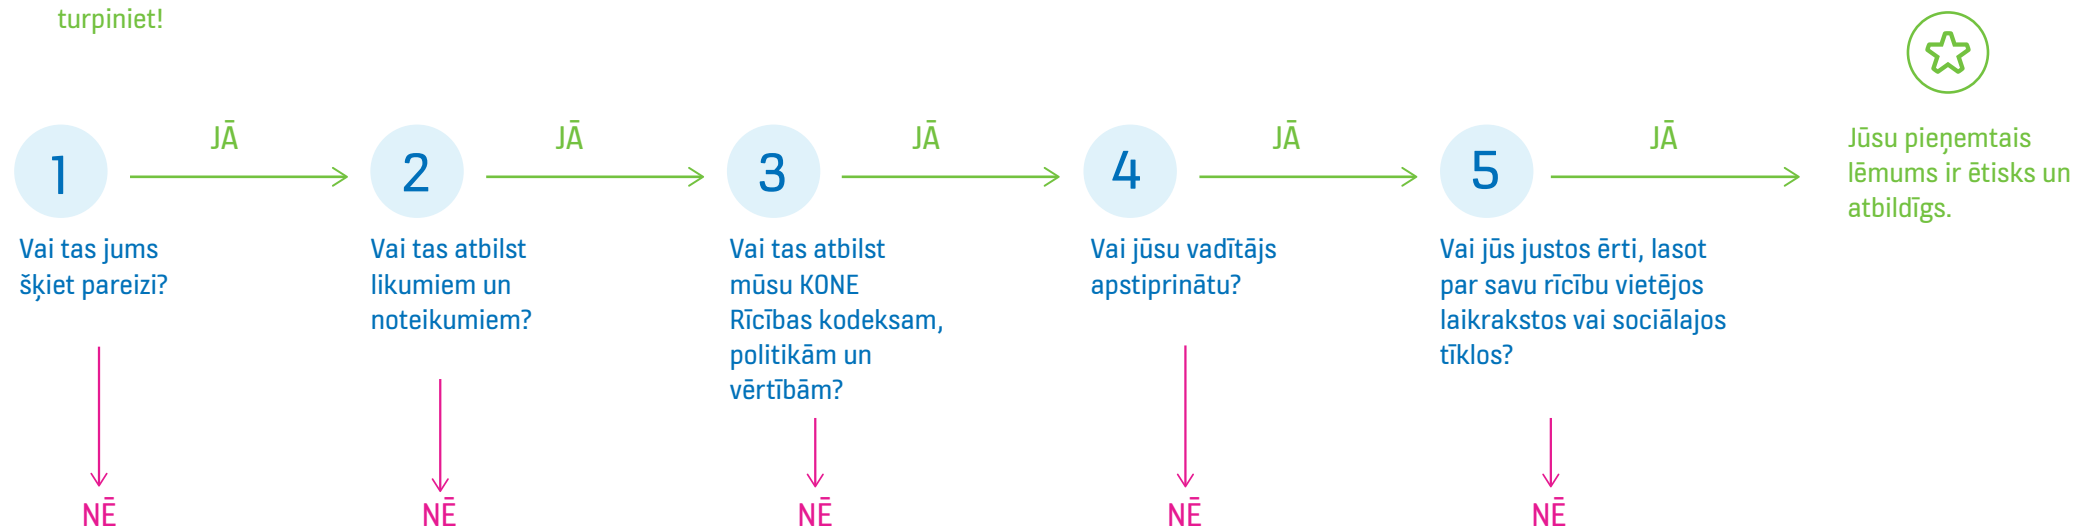 turpiniet!
JĀ
JĀ
JĀ
JĀ
JĀ
1
2
3
4
5
Jūsu pieņemtais
lēmums ir ētisks un
atbildīgs.
Vai tas jums
šķiet pareizi?
Vai tas atbilst
likumiem un
noteikumiem?
Vai tas atbilst
mūsu KONE
Rīcības kodeksam,
politikām un
vērtībām?
Vai jūsu vadītājs
apstiprinātu?
Vai jūs justos ērti, lasot
par savu rīcību vietējos
laikrakstos vai sociālajos
tīklos?
NĒ
NĒ
NĒ
NĒ
NĒ